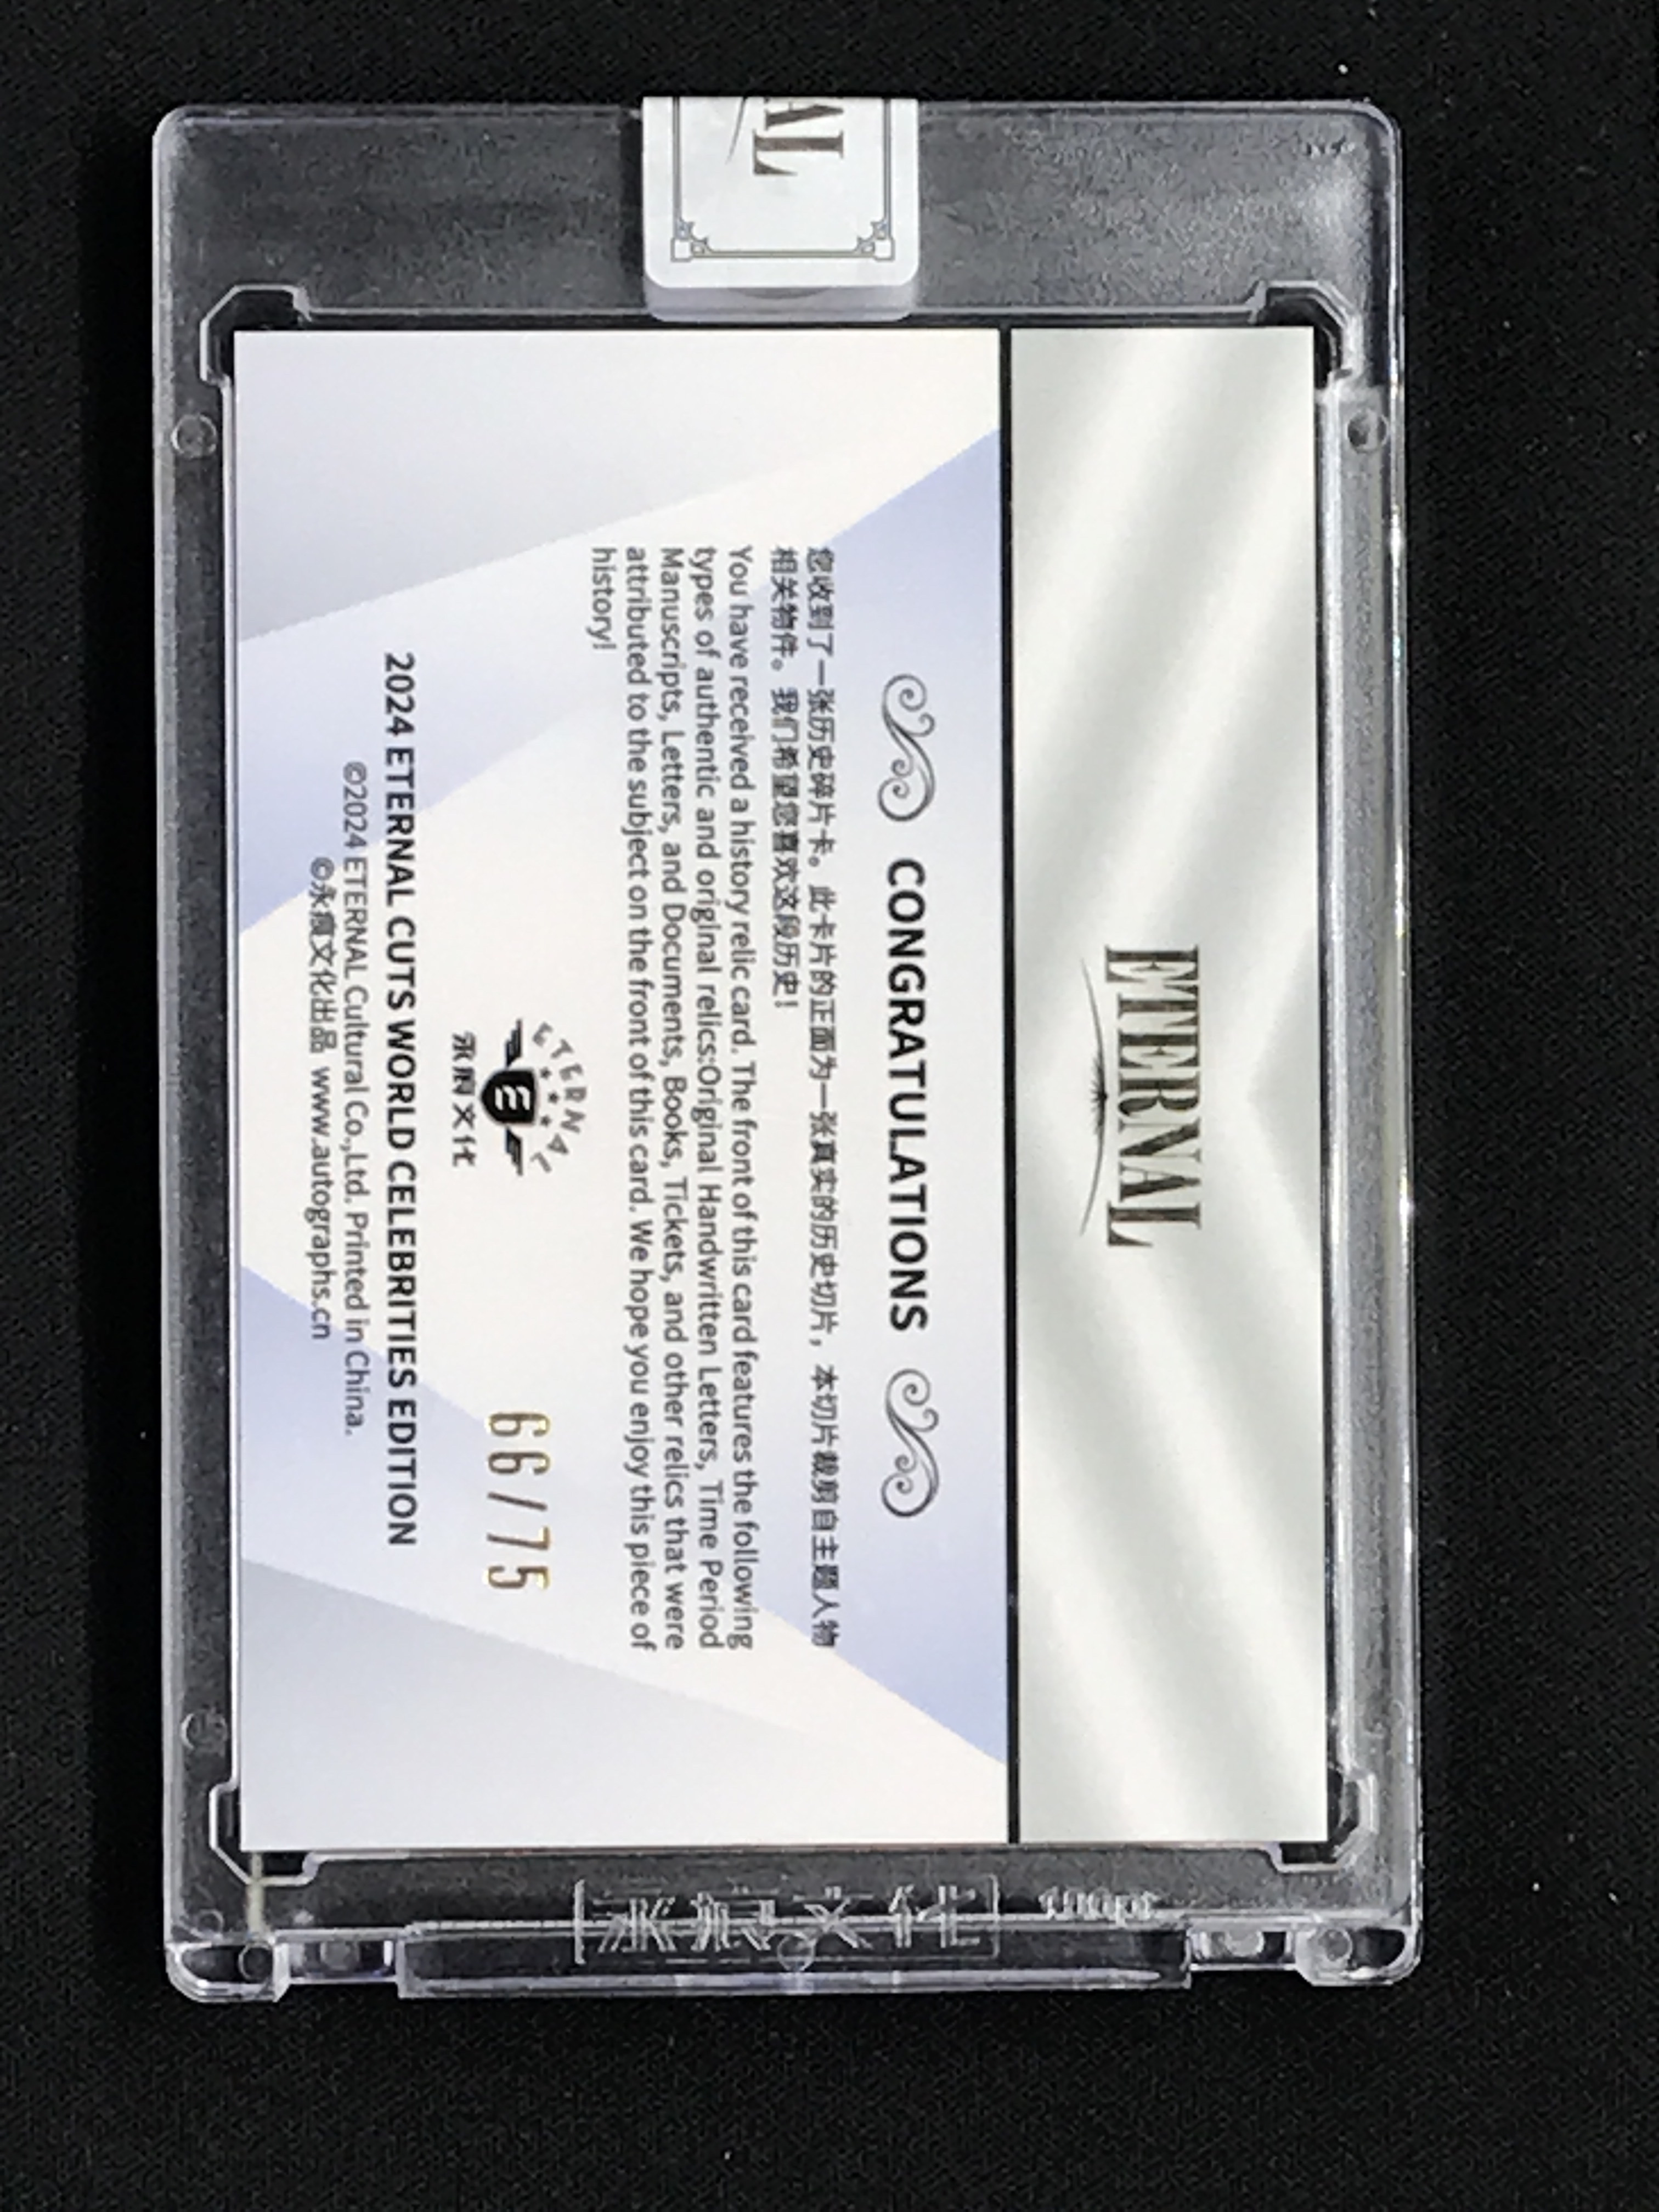 AL
ETERNAL
CONGRATULATIONS
您收到了一张历史碎片卡。此卡片的正面为一张真实的历史切片，本切片裁剪自主题人物
相关物件。我们希望您喜欢这段历史！
You have received a history relic card. The front of this card features the following
types of authentic and original relics:Original Handwritten Letters, Time Period
Manuscripts, Letters, and Documents, Books, Tickets, and other relics that were
attributed to the subject on the front of this card. We hope you enjoy this piece of
history!
ETERNAL
E
永痕文化
66/75
2024 ETERNAL CUTS WORLD CELEBRITIES EDITION
©2024 ETERNAL Cultural Co.,Ltd. Printed in China.
©永痕文化出品 www.autographs.cn
永痕文化